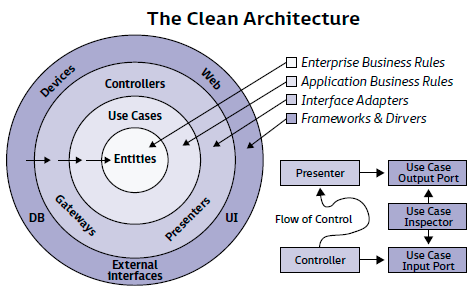 The Clean Architecture
Devices
Web
Controllers
Use Cases
Entities
Gateways
Presenters
DB
UI
External
interfaces
Enterprise Business Rules
Application Business Rules
Interface Adapters
Frameworks & Dirvers
Presenter
Use Case
Output Port
Flow of Control
Use Case
Inspector
Controller
Use Case
Input Port